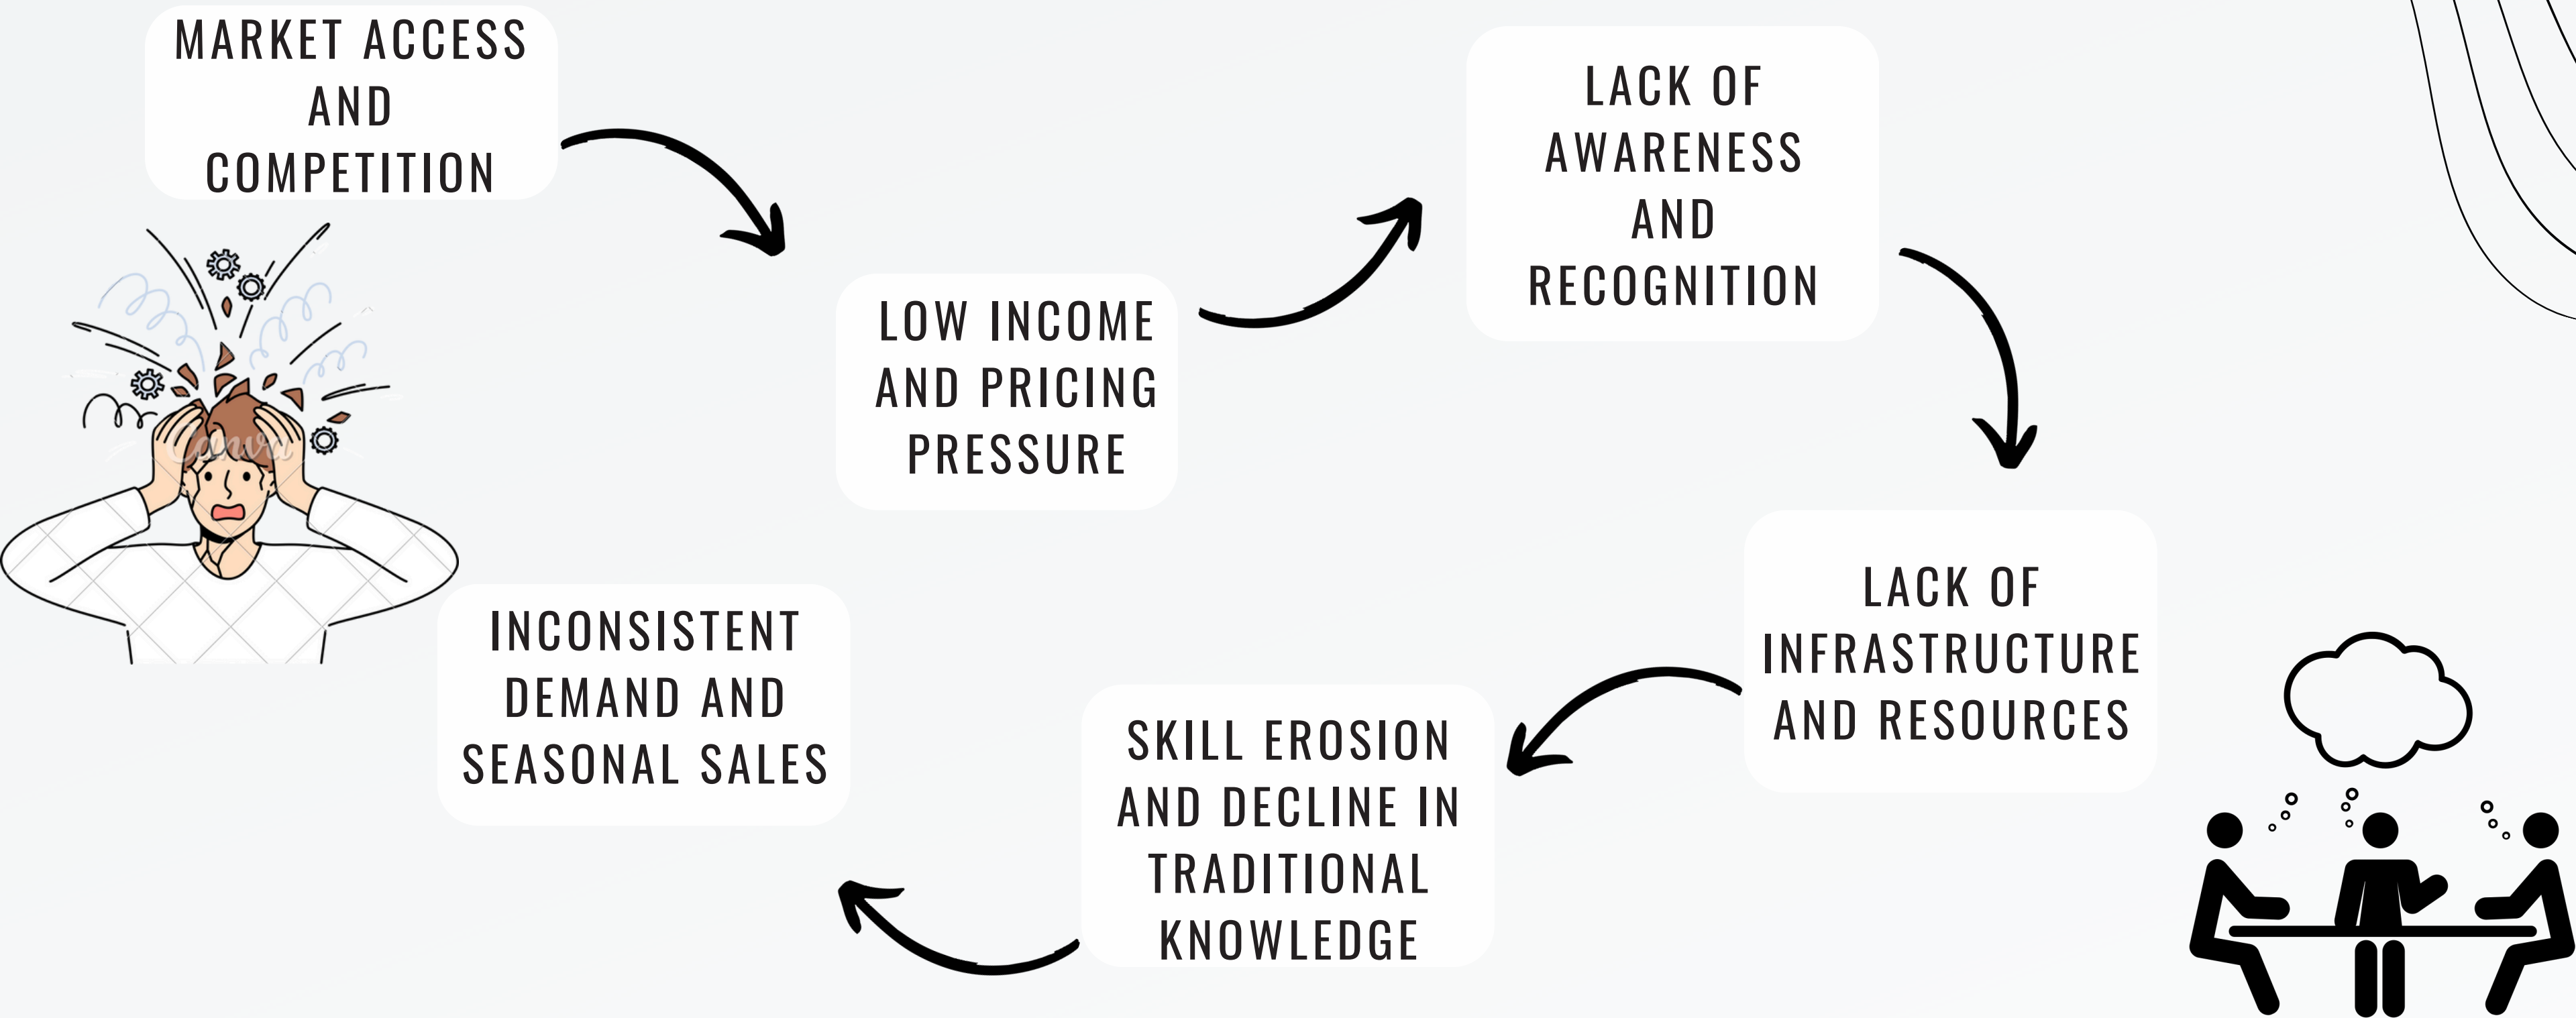 MARKET ACCESS
AND
COMPETITION
LOW INCOME
AND PRICING
PRESSURE
LACK OF
AWARENESS
AND
RECOGNITION
LACK OF
INFRASTRUCTURE
AND RESOURCES
SKILL EROSION
AND DECLINE IN
TRADITIONAL
KNOWLEDGE
INCONSISTENT
DEMAND AND
SEASONAL SALES
Canva